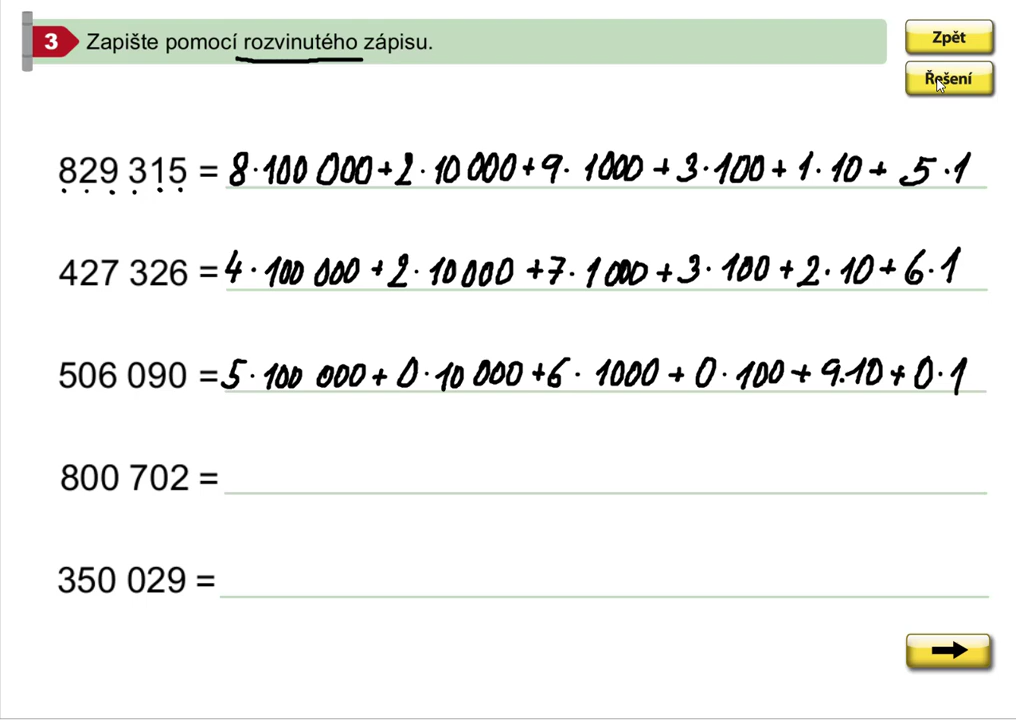 3 Zapište pomocí rozvinutého zápisu.
Zpět
Řešení
829 315 = 8·100 000+2·10 000+9·1000+3·100+1·10+5·1
427 326 = 4·100 000+2·10 000+7·1 000+3·100+2·10+6·1
506 090 = 5·100 000+0·10 000+6·1000+0·100+9·10+0·1
800 702 =
350 029 =